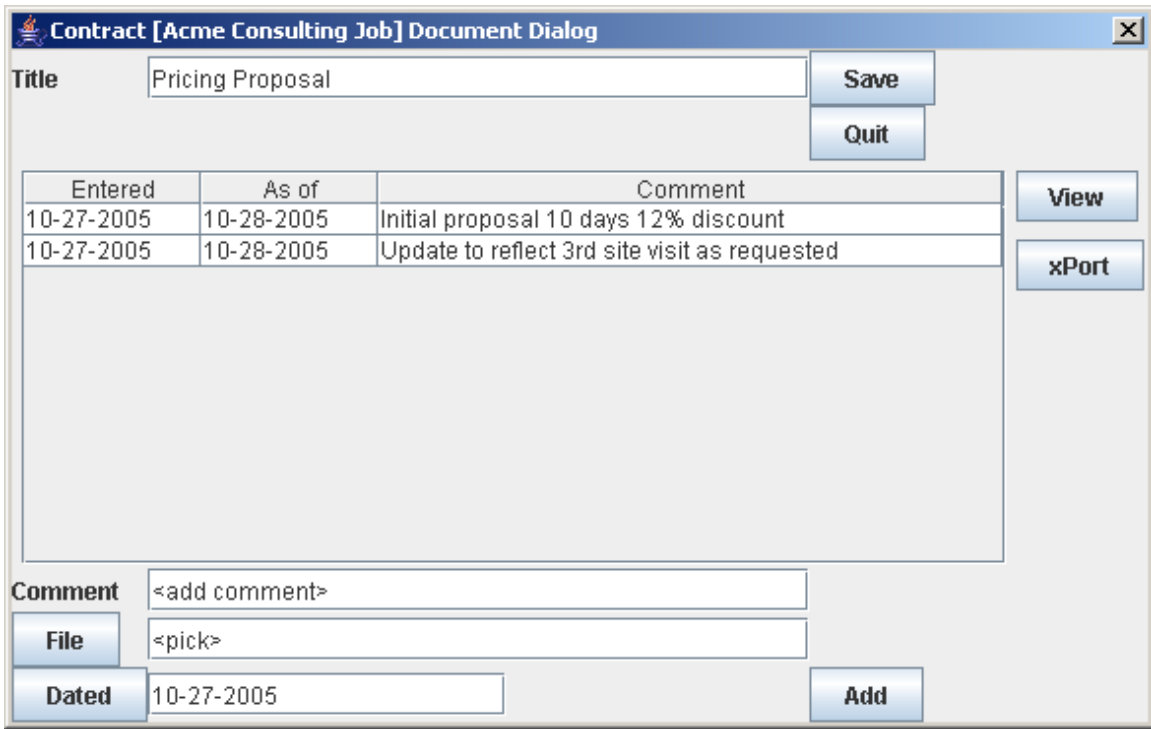 Contract [Acme Consulting Job] Document Dialog
Title Pricing Proposal Save
Quit
Entered As of Comment View
10-27-2005 10-28-2005 Initial proposal 10 days 12% discount
10-27-2005 10-28-2005 Update to reflect 3rd site visit as requested
xPort
Comment <add comment>
File <pick>
Dated 10-27-2005 Add